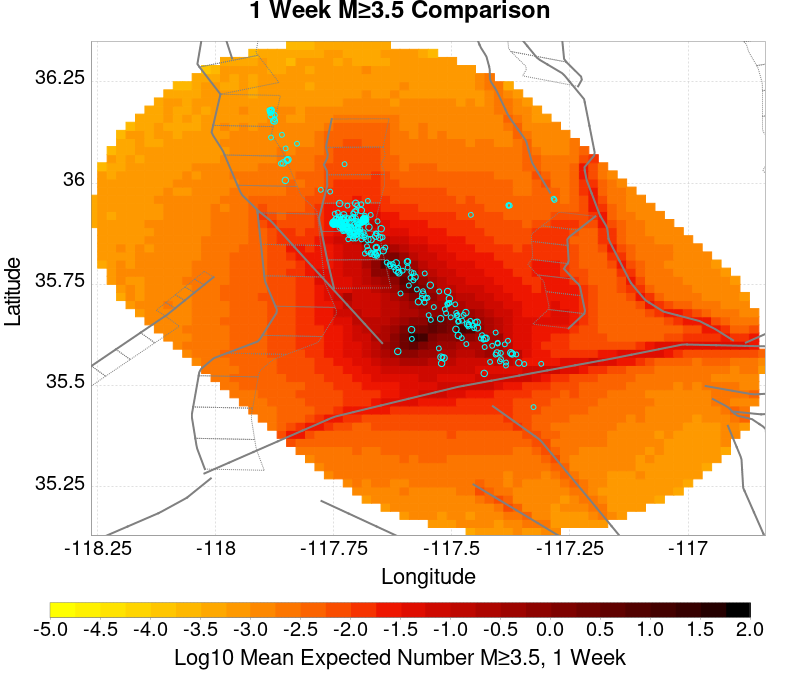 1 Week M≥3.5 Comparison
36.25
36
35.75
35.5
35.25
Latitude
-118.25 -118 -117.75 -117.5 -117.25 -117
Longitude
-5.0 -4.5 -4.0 -3.5 -3.0 -2.5 -2.0 -1.5 -1.0 -0.5 0.0 0.5 1.0 1.5 2.0
Log10 Mean Expected Number M≥3.5, 1 Week